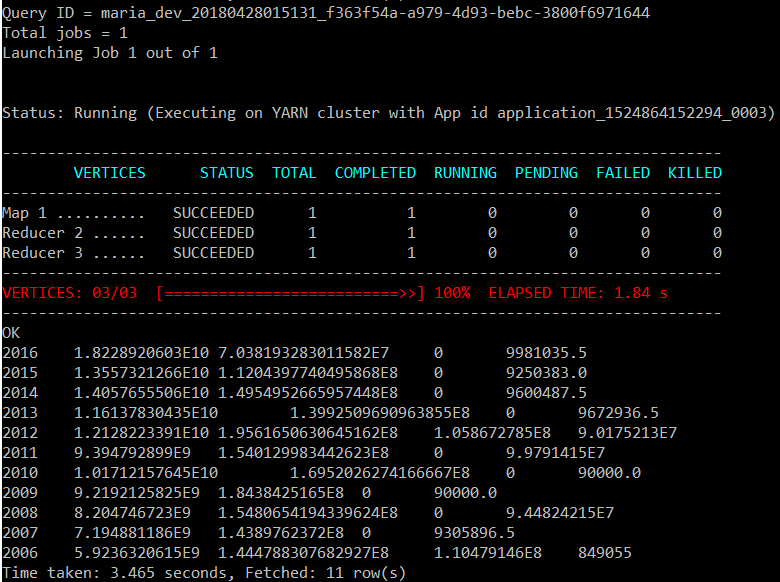 Query ID = maria_dev_20180428015131_f363f54a-a979-4d93-bebc-3800f6971644
Total jobs = 1
Launching Job 1 out of 1
Status: Running (Executing on YARN cluster with App id application_1524864152294_0003)
--------------------------------------------------------------------------------
VERTICES STATUS TOTAL COMPLETED RUNNING PENDING FAILED KILLED
--------------------------------------------------------------------------------
Map 1 .......... SUCCEEDED 1 1 0 0 0 0
Reducer 2 ...... SUCCEEDED 1 1 0 0 0 0
Reducer 3 ...... SUCCEEDED 1 1 0 0 0 0
--------------------------------------------------------------------------------
VERTICES: 03/03 [==========================>>] 100% ELAPSED TIME: 1.84 s
--------------------------------------------------------------------------------
OK
2016 1.8228920603E10 7.038193283011582E7 0 9981035.5
2015 1.3557321266E10 1.1204397740495868E8 0 9250383.0
2014 1.4057655506E10 1.4954952665957448E8 0 9600487.5
2013 1.16137830435E10 1.3992509690963855E8 0 9672936.5
2012 1.2128223391E10 1.9561650630645162E8 1.058672785E8 9.0175213E7
2011 9.394792899E9 1.540129983442623E8 0 9.9791415E7
2010 1.01712157645E10 1.6952026274166667E8 0 90000.0
2009 9.2192125825E9 1.8438425165E8 0 90000.0
2008 8.204746723E9 1.5480654194339624E8 0 9.44824215E7
2007 7.194881186E9 1.4389762372E8 0 9305896.5
2006 5.9236320615E9 1.444788307682927E8 1.10479146E8 849055
Time taken: 3.465 seconds, Fetched: 11 row(s)